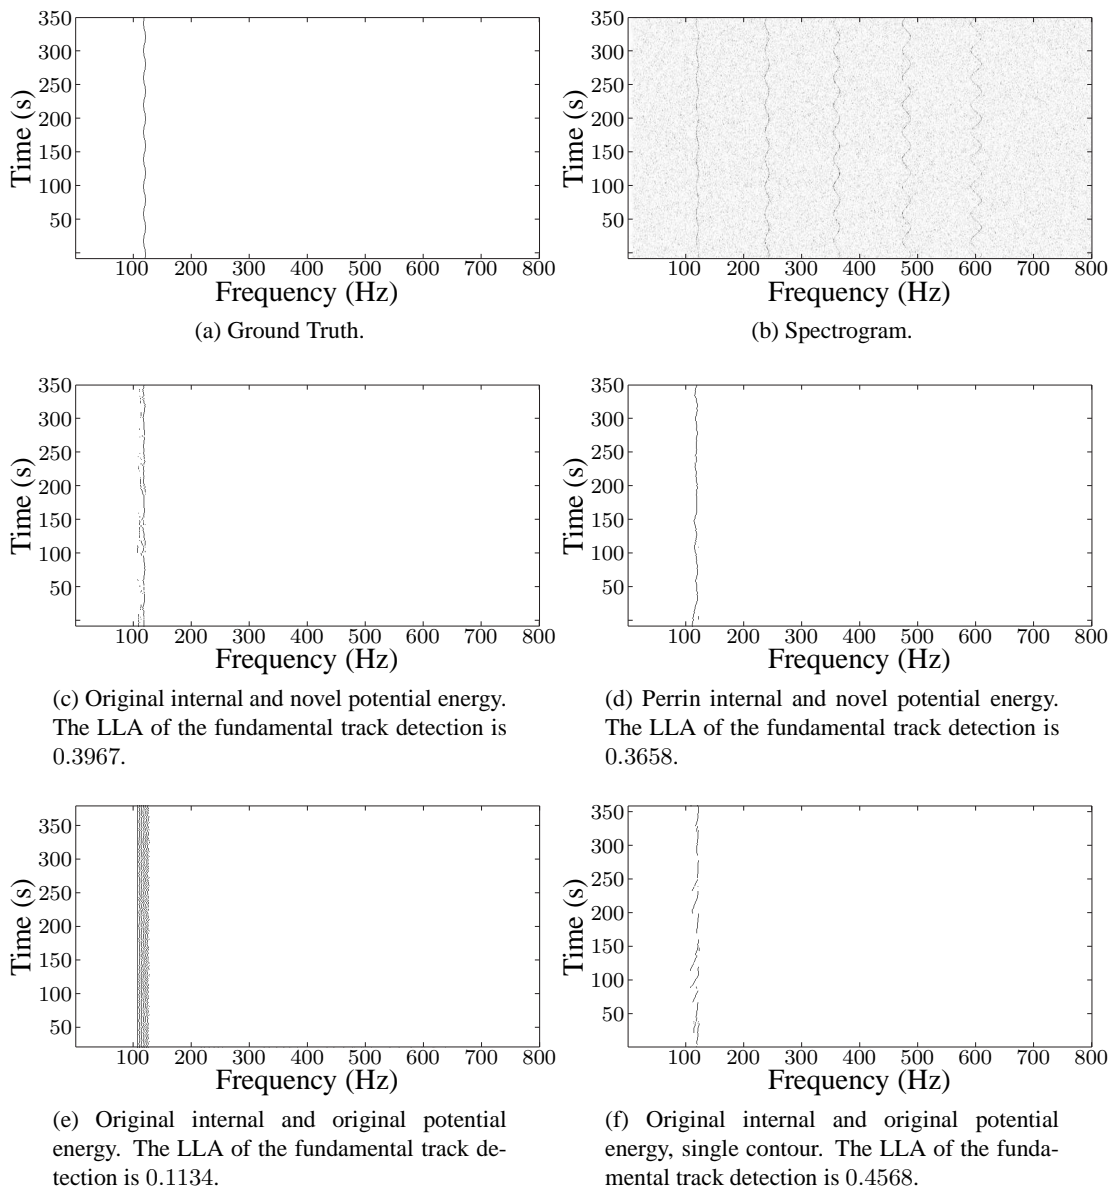 350
300
250
200
150
100
50
Time (s)
100 200 300 400 500 600 700 800
Frequency (Hz)
(a) Ground Truth.
350
300
250
200
150
100
50
Time (s)
100 200 300 400 500 600 700 800
Frequency (Hz)
(b) Spectrogram.
350
300
250
200
150
100
50
Time (s)
100 200 300 400 500 600 700 800
Frequency (Hz)
(c) Original internal and novel potential energy.
The LLA of the fundamental track detection is
0.3967.
350
300
250
200
150
100
50
Time (s)
100 200 300 400 500 600 700 800
Frequency (Hz)
(d) Perrin internal and novel potential energy.
The LLA of the fundamental track detection is
0.3658.
350
300
250
200
150
100
50
Time (s)
100 200 300 400 500 600 700 800
Frequency (Hz)
(e) Original internal and original potential
energy. The LLA of the fundamental track de-
tection is 0.1134.
350
300
250
200
150
100
50
Time (s)
100 200 300 400 500 600 700 800
Frequency (Hz)
(f) Original internal and original potential
energy, single contour. The LLA of the funda-
mental track detection is 0.4568.